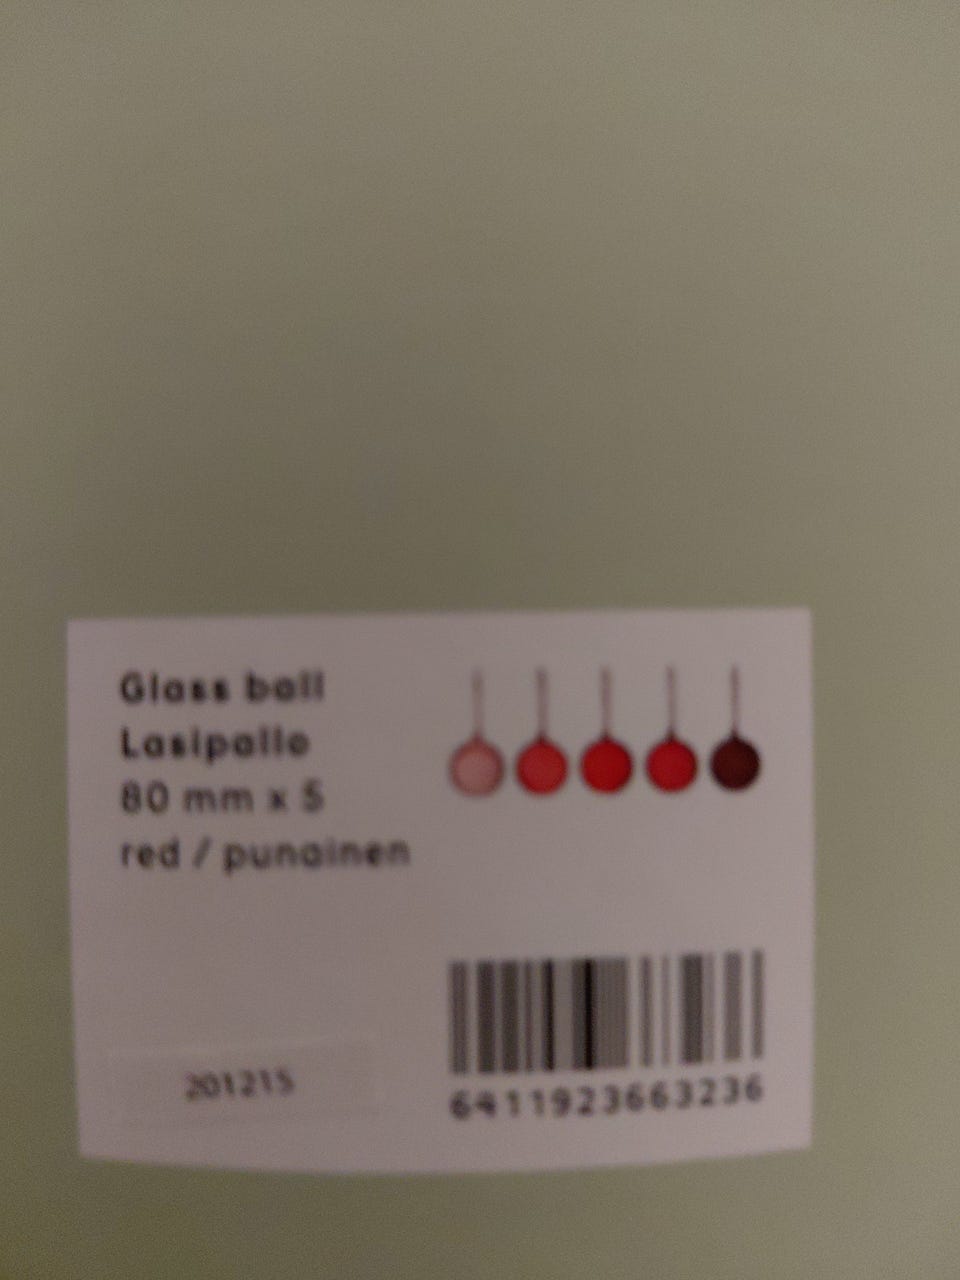 Glass ball
Lasipallo
80 mm x 5
red / punainen
201215
6411923663236